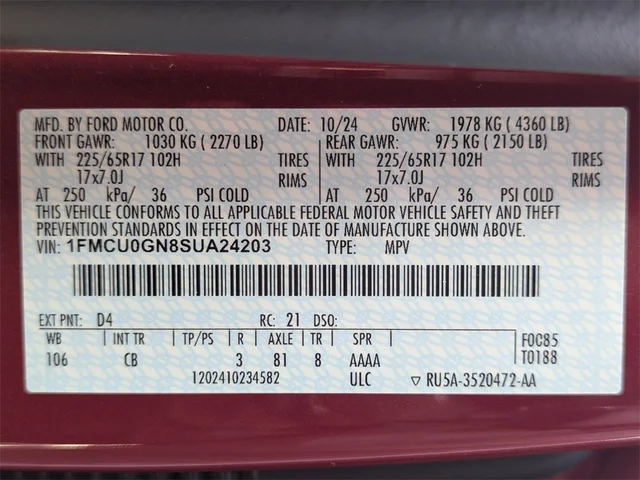 MFD. BY FORD MOTOR CO. DATE: 10/24 GVWR: 1978 KG ( 4360 LB)
FRONT GAWR: 1030 KG ( 2270 LB) REAR GAWR: 975 KG ( 2150 LB)
WITH 225/65R17 102H TIRES WITH 225/65R17 102H TIRES
17x7.0J RIMS 17x7.0J RIMS
AT 250 kPa/ 36 PSI COLD AT 250 kPa/ 36 PSI COLD
THIS VEHICLE CONFORMS TO ALL APPLICABLE FEDERAL MOTOR VEHICLE SAFETY AND THEFT
PREVENTION STANDARDS IN EFFECT ON THE DATE OF MANUFACTURE SHOWN ABOVE.
VIN: 1FMCU0GN8SUA24203 TYPE: MPV
EXT PNT: D4 RC: 21 DSO:
WB INT TR TP/PS R AXLE TR SPR F0C85
106 CB 3 81 8 AAAA T0188
1202410234582 ULC ▽ RU5A-3520472-AA